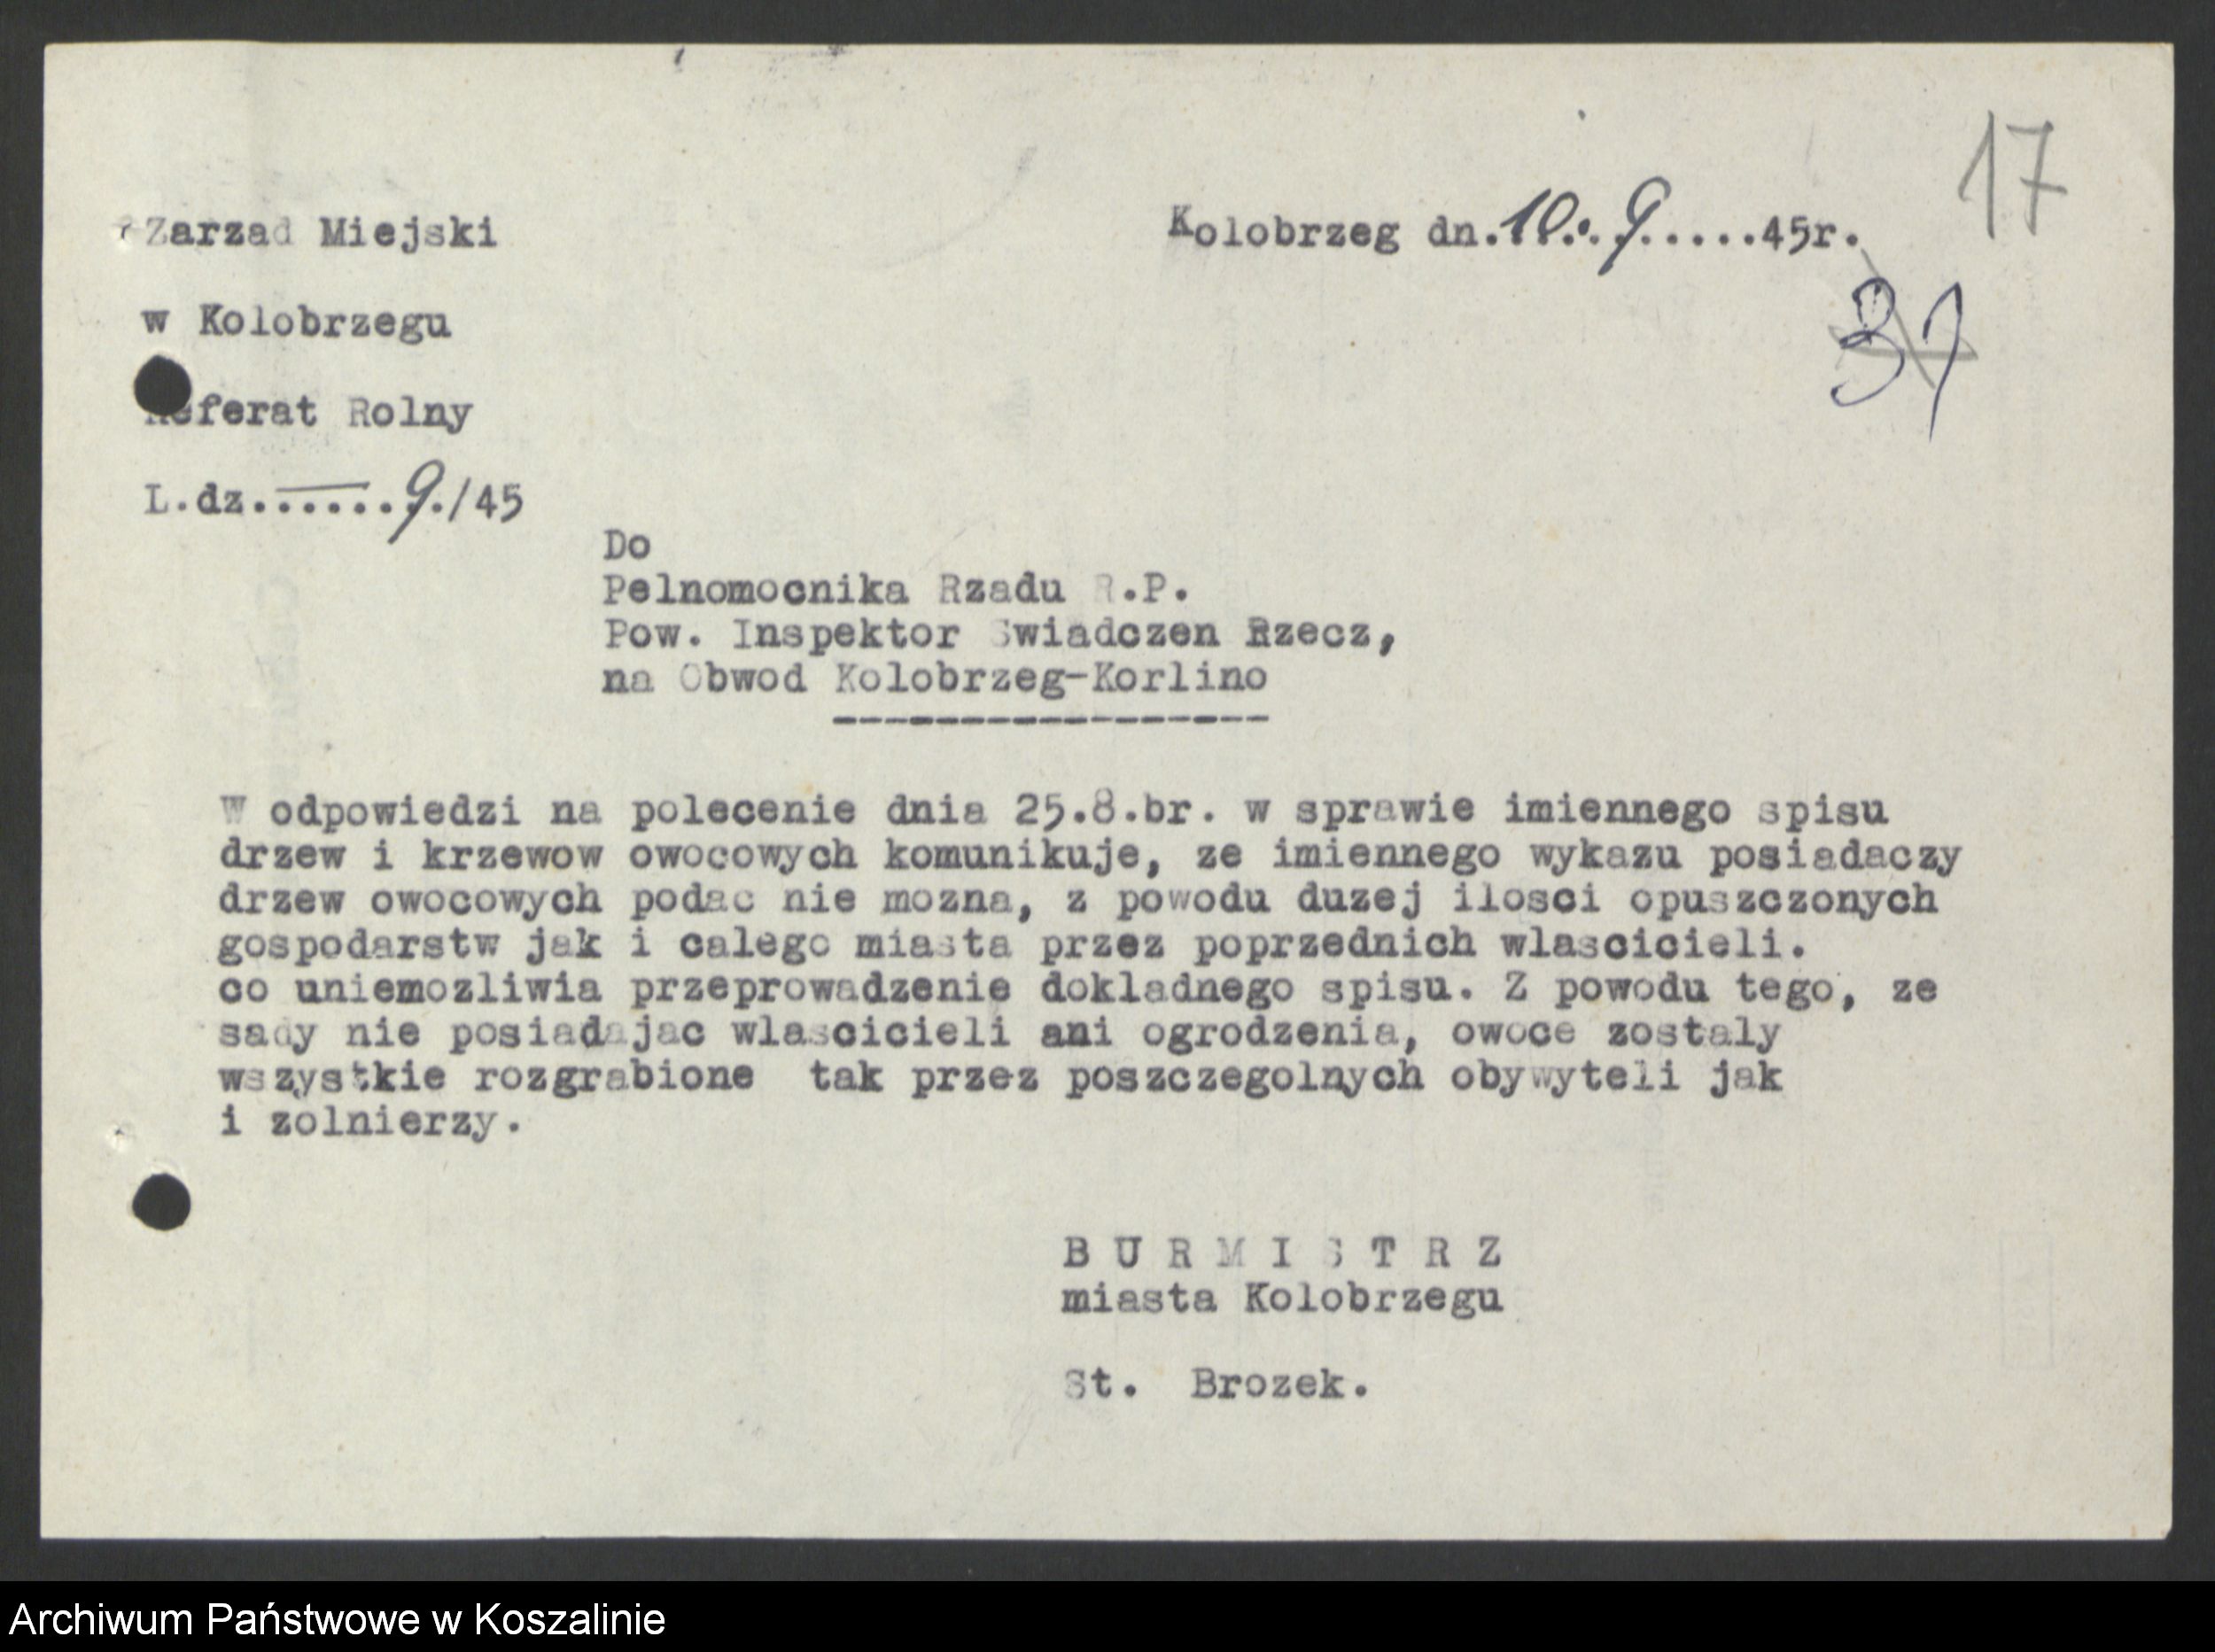 Zarzad Miejski
Kolobrzeg dn.10.9.....45r.
17
w Kolobrzegu
37
Referat Rolny
L.dz.......9./45
Do
Pelnomocnika Rzadu R.P.
Pow. Inspektor Swiadczen Rzecz,
na Obwod Kolobrzeg-Korlino
-----------------
W odpowiedzi na polecenie dnia 25.8.br. w sprawie imiennego spisu
drzew i krzewow owocowych komunikuje, ze imiennego wykazu posiadaczy
drzew owocowych podac nie mozna, z powodu duzej ilosci opuszczonych
gospodarstw jak i calego miasta przez poprzednich wlascicieli.
co uniemozliwia przeprowadzenie dokladnego spisu. Z powodu tego, ze
sady nie posiadajac wlascicieli ani ogrodzenia, owoce zostaly
wszystkie rozgrabione tak przez poszczegolnych obywyteli jak
i zolnierzy.
B U R M I S T R Z
miasta Kolobrzegu
St. Brozek.
Archiwum Państwowe w Koszalinie